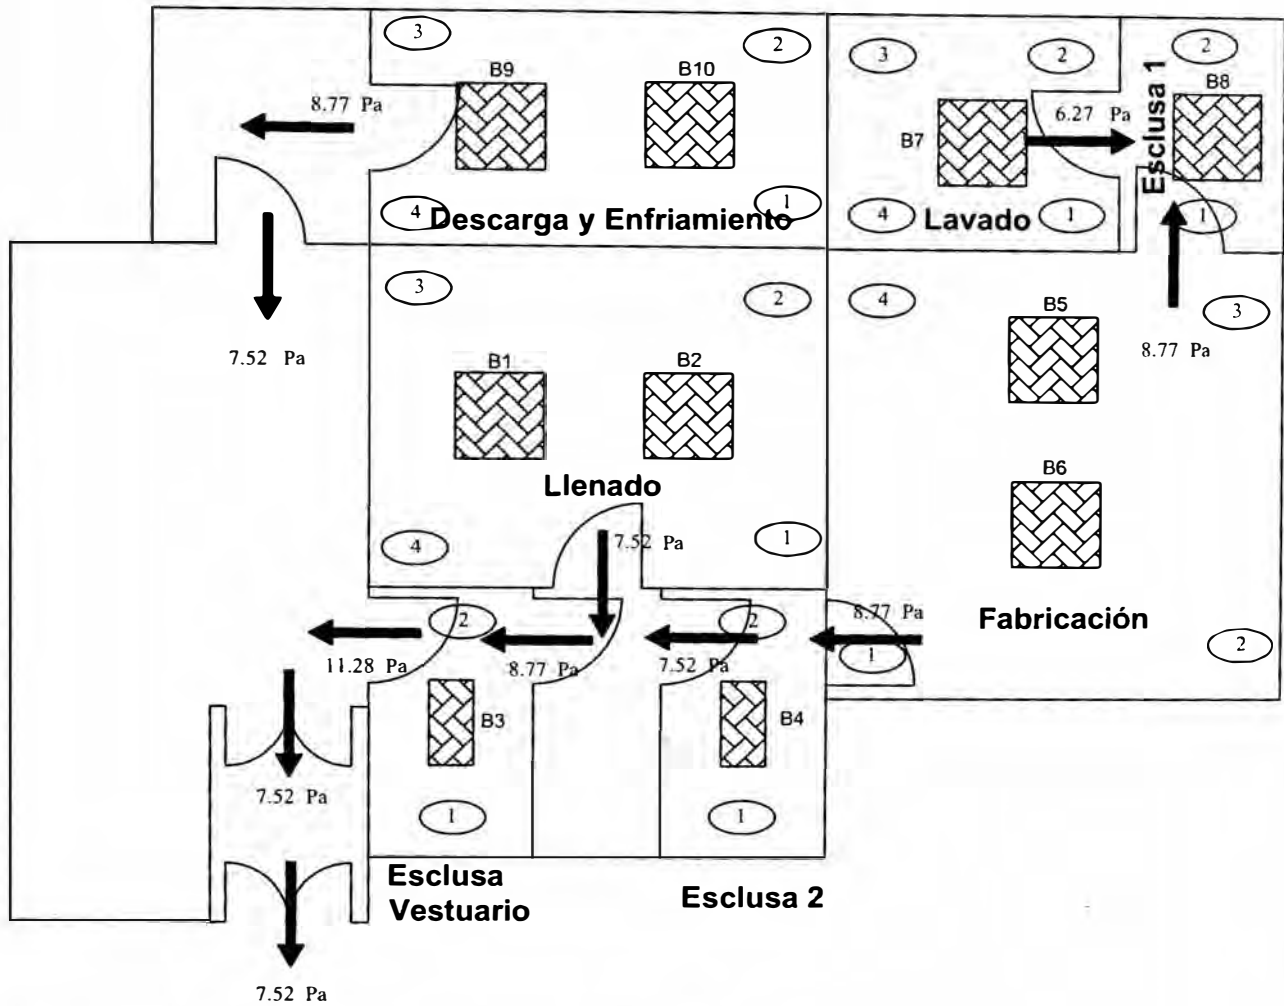 3
2
3
2
2
B9
B10
Esclusa 1
B8
8.77 Pa
6.27 Pa
B7
4
1
4
1
1
Descarga y Enfriamiento
Lavado
3
2
4
3
B5
7.52 Pa
8.77 Pa
B1
B2
B6
Llenado
4
1
7.52 Pa
2
2
8.77 Pa
Fabricación
1
2
11.28 Pa
8.77 Pa
7.52 Pa
B3
B4
7.52 Pa
1
1
Esclusa
Vestuario
Esclusa 2
7.52 Pa